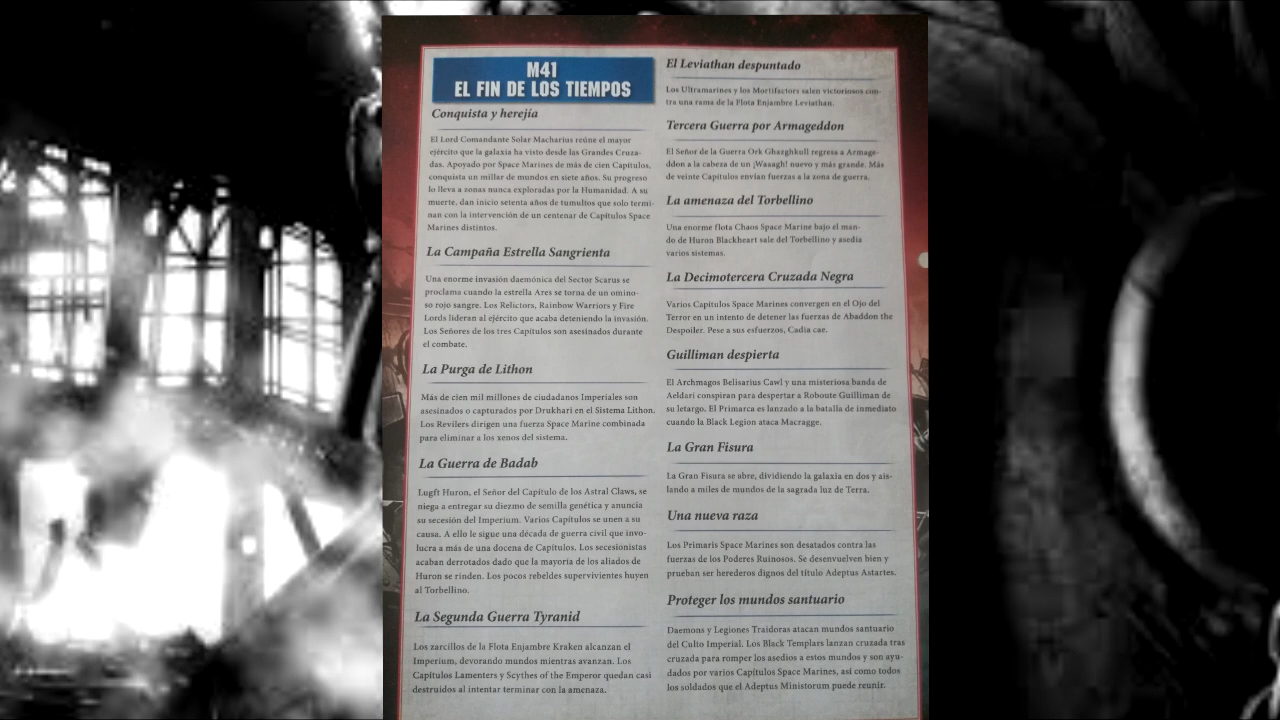 M41
EL FIN DE LOS TIEMPOS
Conquista y herejía
El Lord Comandante Solar Macharius reúne el mayor
ejército que la galaxia ha visto desde las Grandes Cruza-
das. Apoyado por Space Marines de más de cien Capítulos,
conquista un millar de mundos en siete años. Su progreso
lo lleva a zonas nunca exploradas por la Humanidad. A su
muerte, dan inicio setenta años de tumultos que solo termi-
nan con la intervención de un centenar de Capítulos Space
Marines distintos.
La Campaña Estrella Sangrienta
Una enorme invasión daemónica del Sector Scarus se
proclama cuando la estrella Ares se torna de un omino-
so rojo sangre. Los Relictors, Rainbow Warriors y Fire
Lords lideran al ejército que acaba deteniendo la invasión.
Los Señores de los tres Capítulos son asesinados durante
el combate.
La Purga de Lithon
Más de cien mil millones de ciudadanos Imperiales son
asesinados o capturados por Drukhari en el Sistema Lithon.
Los Revilers dirigen una fuerza Space Marine combinada
para eliminar a los xenos del sistema.
La Guerra de Badab
Lugft Huron, el Señor del Capítulo de los Astral Claws, se
niega a entregar su diezmo de semilla genética y anuncia
su secesión del Imperium. Varios Capítulos se unen a su
causa. A ello le sigue una década de guerra civil que invo-
lucra a más de una docena de Capítulos. Los secesionistas
acaban derrotados dado que la mayoría de los aliados de
Huron se rinden. Los pocos rebeldes supervivientes huyen
al Torbellino.
La Segunda Guerra Tyranid
Los zarcillos de la Flota Enjambre Kraken alcanzan el
Imperium, devorando mundos mientras avanzan. Los
Capítulos Lamenters y Scythes of the Emperor quedan casi
destruidos al intentar terminar con la amenaza.
El Leviathan despuntado
Los Ultramarines y los Mortifactors salen victoriosos con-
tra una rama de la Flota Enjambre Leviathan.
Tercera Guerra por Armageddon
El Señor de la Guerra Ork Ghazghkull regresa a Armage-
ddon a la cabeza de un ¡Waaagh! nuevo y más grande. Más
de veinte Capítulos envían fuerzas a la zona de guerra.
La amenaza del Torbellino
Una enorme flota Chaos Space Marine bajo el man-
do de Huron Blackheart sale del Torbellino y asedia
varios sistemas.
La Decimotercera Cruzada Negra
Varios Capítulos Space Marines convergen en el Ojo del
Terror en un intento de detener las fuerzas de Abaddon the
Despoiler. Pese a sus esfuerzos, Cadia cae.
Guilliman despierta
El Archmagos Belisarius Cawl y una misteriosa banda de
Aeldari conspiran para despertar a Roboute Guilliman de
su letargo. El Primarca es lanzado a la batalla de inmediato
cuando la Black Legion ataca Macragge.
La Gran Fisura
La Gran Fisura se abre, dividiendo la galaxia en dos y ais-
lando a miles de mundos de la sagrada luz de Terra.
Una nueva raza
Los Primaris Space Marines son desatados contra las
fuerzas de los Poderes Ruinosos. Se desenvuelven bien y
prueban ser herederos dignos del título Adeptus Astartes.
Proteger los mundos santuario
Daemons y Legiones Traidoras atacan mundos santuario
del Culto Imperial. Los Black Templars lanzan cruzada tras
cruzada para romper los asedios a estos mundos y son ayu-
dados por varios Capítulos Space Marines, así como todos
los soldados que el Adeptus Ministorum puede reunir.